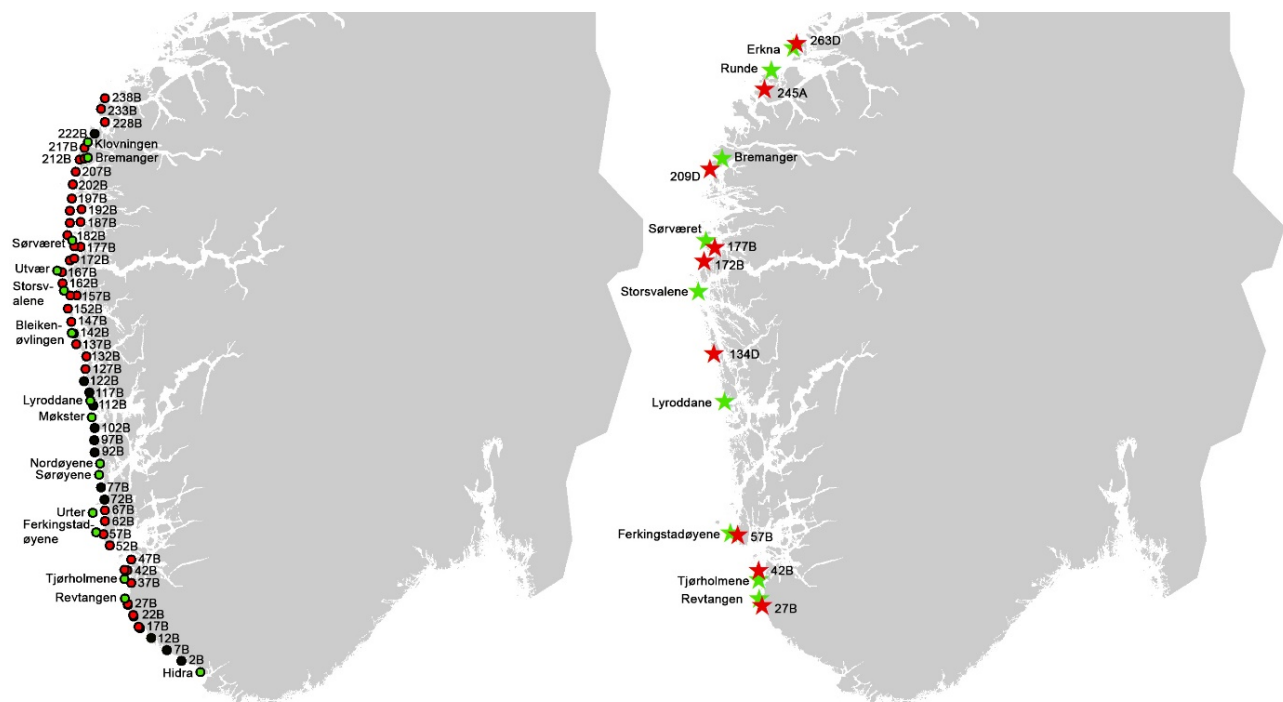 238B
233B
228B
222B
Klovningen
217B
212B
Bremanger
207B
202B
197B
192B
187B
182B
Sørværet
177B
172B
Utvær
167B
162B
Storsv-
alene
157B
152B
147B
Bleiken-
øvlingen
142B
137B
132B
127B
122B
117B
Lyroddane
112B
Møkster
102B
97B
92B
Nordøyene
Sørøyene
77B
72B
67B
Urter
62B
Ferkingstad-
øyene
57B
52B
47B
42B
Tjørholmene
37B
Revtangen
27B
22B
17B
12B
7B
2B
Hidra
263D
Erkna
Runde
245A
Bremanger
209D
Sørværet
177B
172B
Storsvalene
134D
Lyroddane
Ferkingstadøyene
57B
42B
Tjørholmene
Revtangen
27B